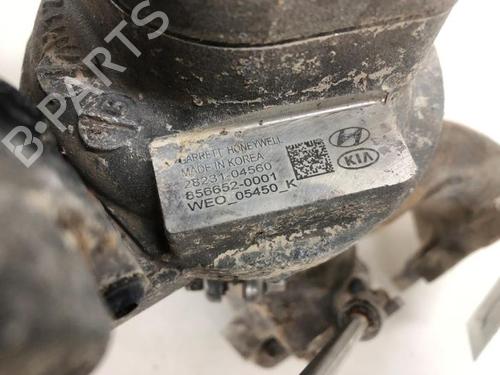 B-Parts
GARRETT HONEYWELL
MADE IN KOREA
28231-04560
856652-0001
WEO_05450_K
KIA